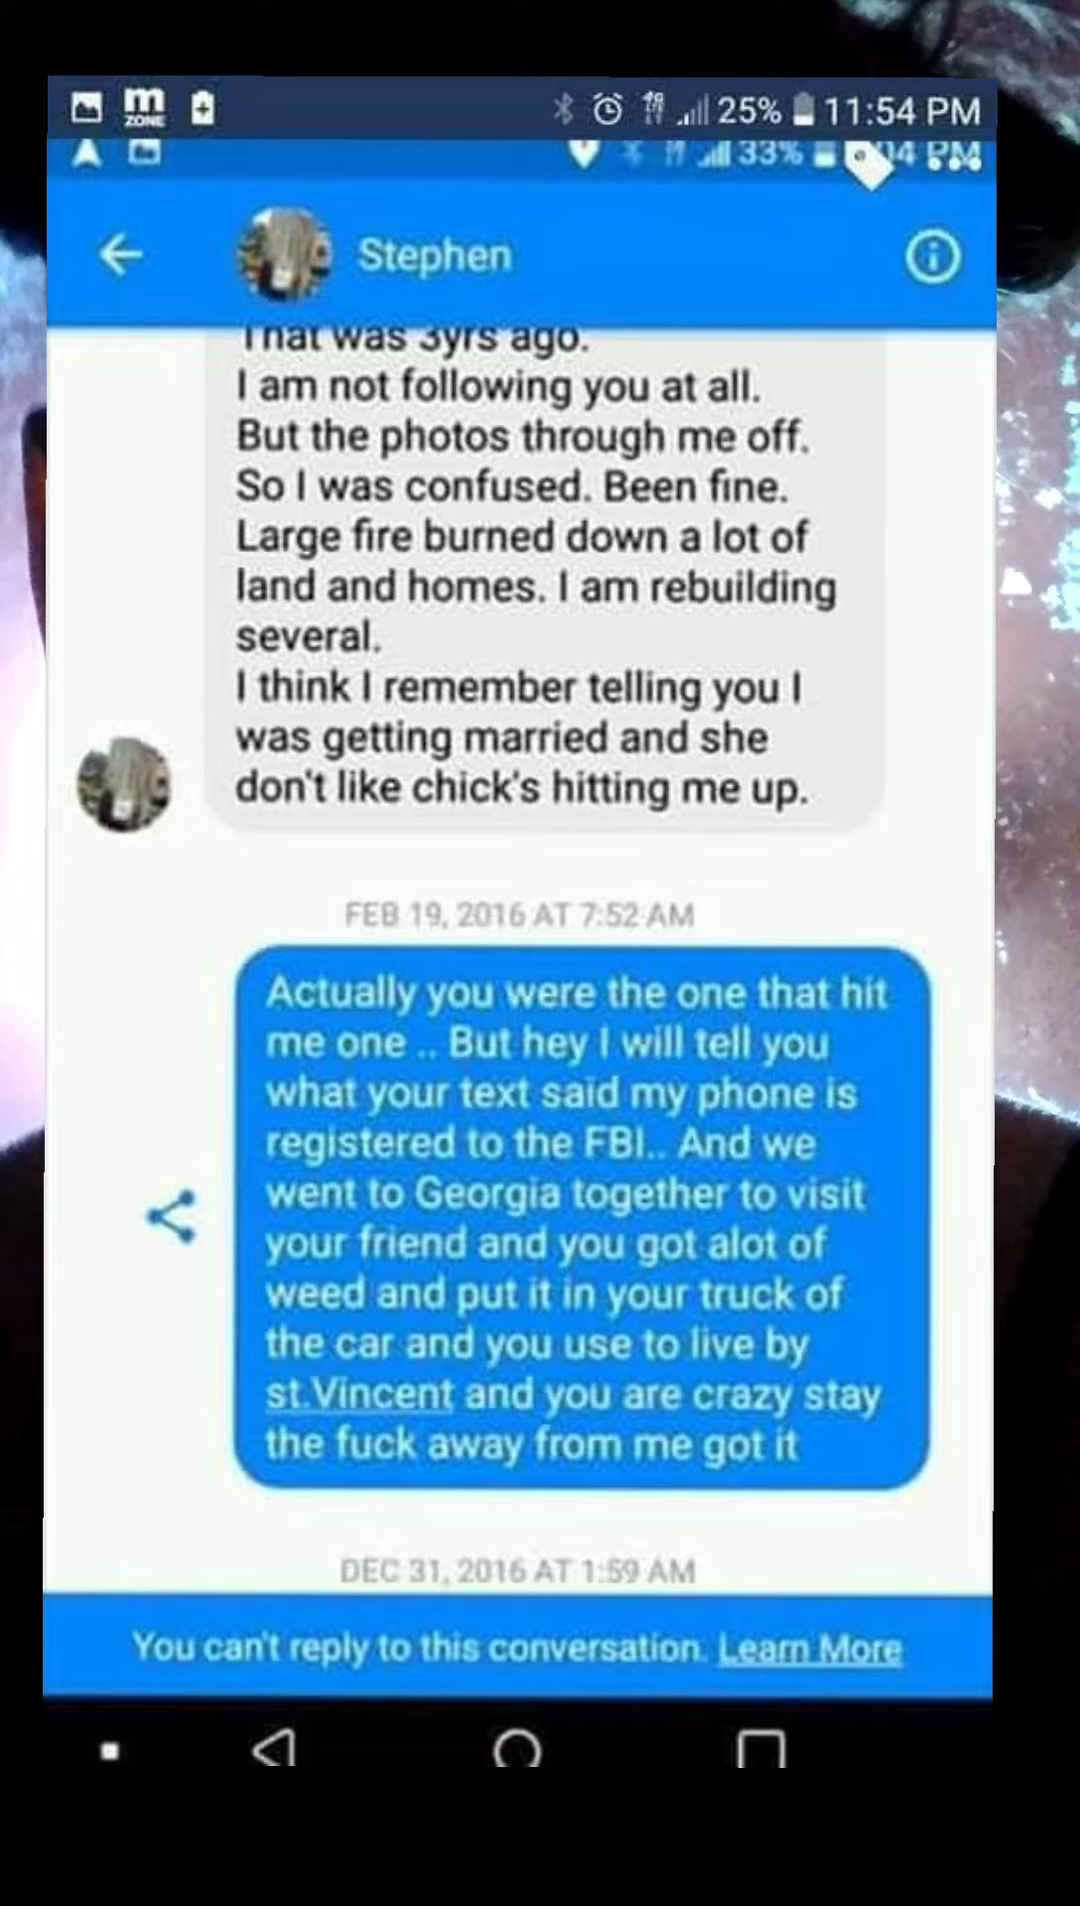 m
ZONE
25% 11:54 PM
33% 04 PM
Stephen
That was 3yrs ago.
I am not following you at all.
But the photos through me off.
So I was confused. Been fine.
Large fire burned down a lot of
land and homes. I am rebuilding
several.
I think I remember telling you I
was getting married and she
don't like chick's hitting me up.
FEB 19, 2016 AT 7:52 AM
Actually you were the one that hit
me one .. But hey I will tell you
what your text said my phone is
registered to the FBI.. And we
went to Georgia together to visit
your friend and you got alot of
weed and put it in your truck of
the car and you use to live by
st.Vincent and you are crazy stay
the fuck away from me got it
DEC 31, 2016 AT 1:59 AM
You can't reply to this conversation. Learn More